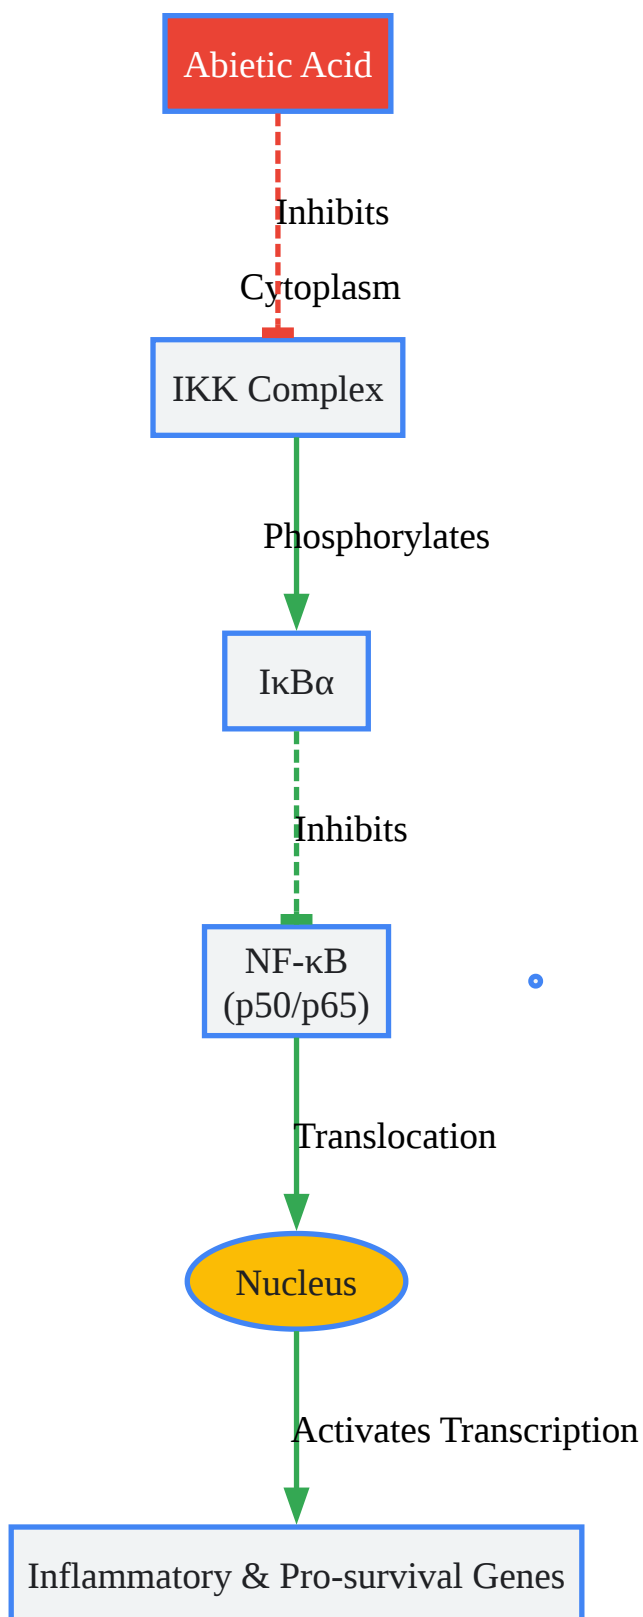 Abietic Acid
Inhibits
Cytoplasm
IKK Complex
Phosphorylates
IκBα
Inhibits
NF-κB
(p50/p65)
Translocation
Nucleus
Activates Transcription
Inflammatory & Pro-survival Genes